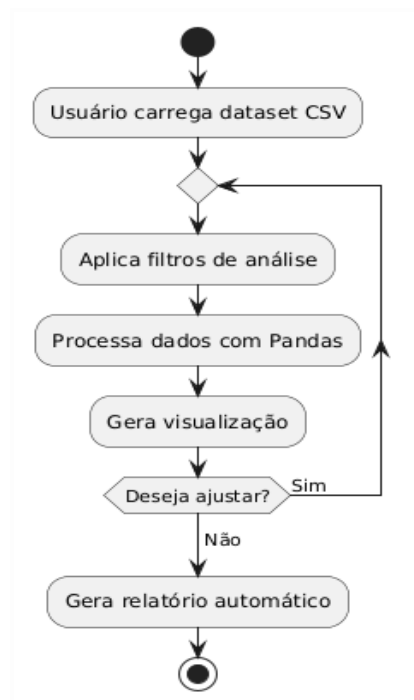 Usuário carrega dataset CSV
Aplica filtros de análise
Processa dados com Pandas
Gera visualização
Deseja ajustar?
Sim
Não
Gera relatório automático